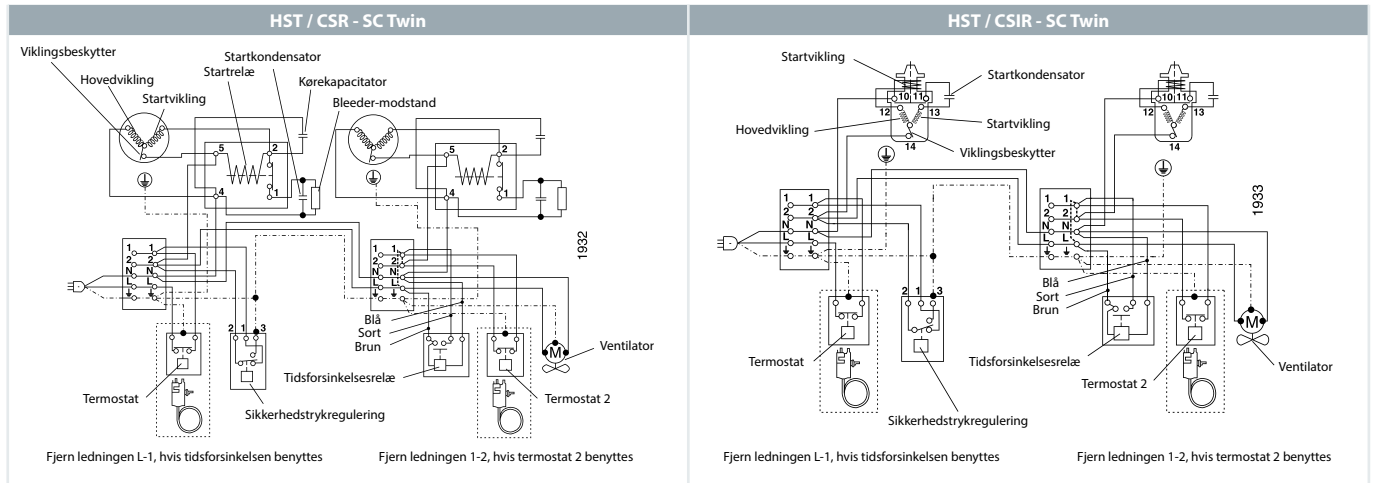 HST / CSR - SC Twin
Viklingsbeskytter
Hovedvikling
Startvikling
Startkondensator
Startrelæ
Kørekapacitator
Bleeder-modstand
5 2
4 1
5 2
4 1
1 1
2 2
N N
L L
1 1
2 2
N N
L L
2 1 3
1932
Blå
Sort
Brun
M
Ventilator
Tidsforsinkelsesrelæ
Termostat
Termostat 2
Sikkerhedstrykregulering
Fjern ledningen L-1, hvis tidsforsinkelsen benyttes
Fjern ledningen 1-2, hvis termostat 2 benyttes
HST / CSIR - SC Twin
Startvikling
Startkondensator
10 11
12 13
14
10 11
12 13
14
Hovedvikling
Startvikling
Viklingsbeskytter
1
2
N
L
1
2
N
L
2 1 3
1933
Blå
Sort
Brun
M
Ventilator
Termostat
Tidsforsinkelsesrelæ
Termostat 2
Sikkerhedstrykregulering
Fjern ledningen L-1, hvis tidsforsinkelsen benyttes
Fjern ledningen 1-2, hvis termostat 2 benyttes